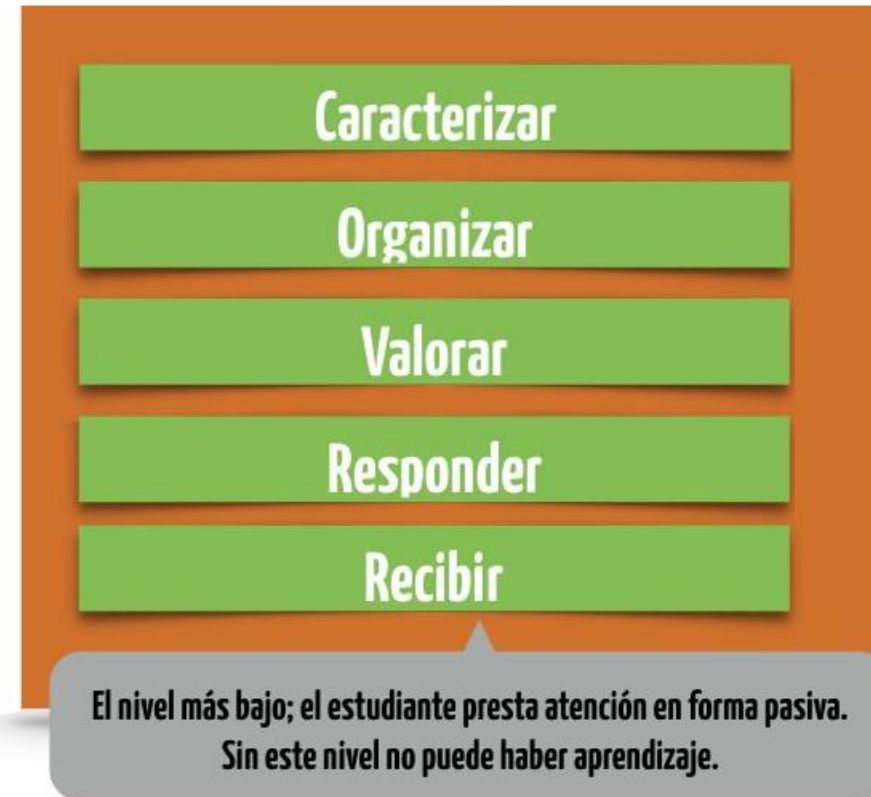 Caracterizar
Organizar
Valorar
Responder
Recibir
El nivel más bajo; el estudiante presta atención en forma pasiva.
Sin este nivel no puede haber aprendizaje.